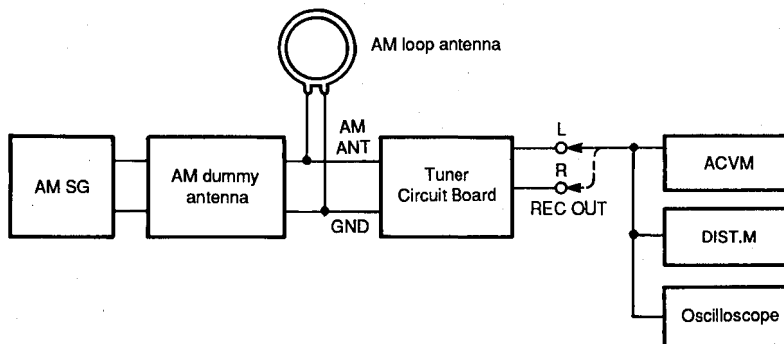 AM loop antenna
AM SG
AM dummy
antenna
AM
ANT
GND
Tuner
Circuit Board
L
R
REC OUT
ACVM
DIST.M
Oscilloscope